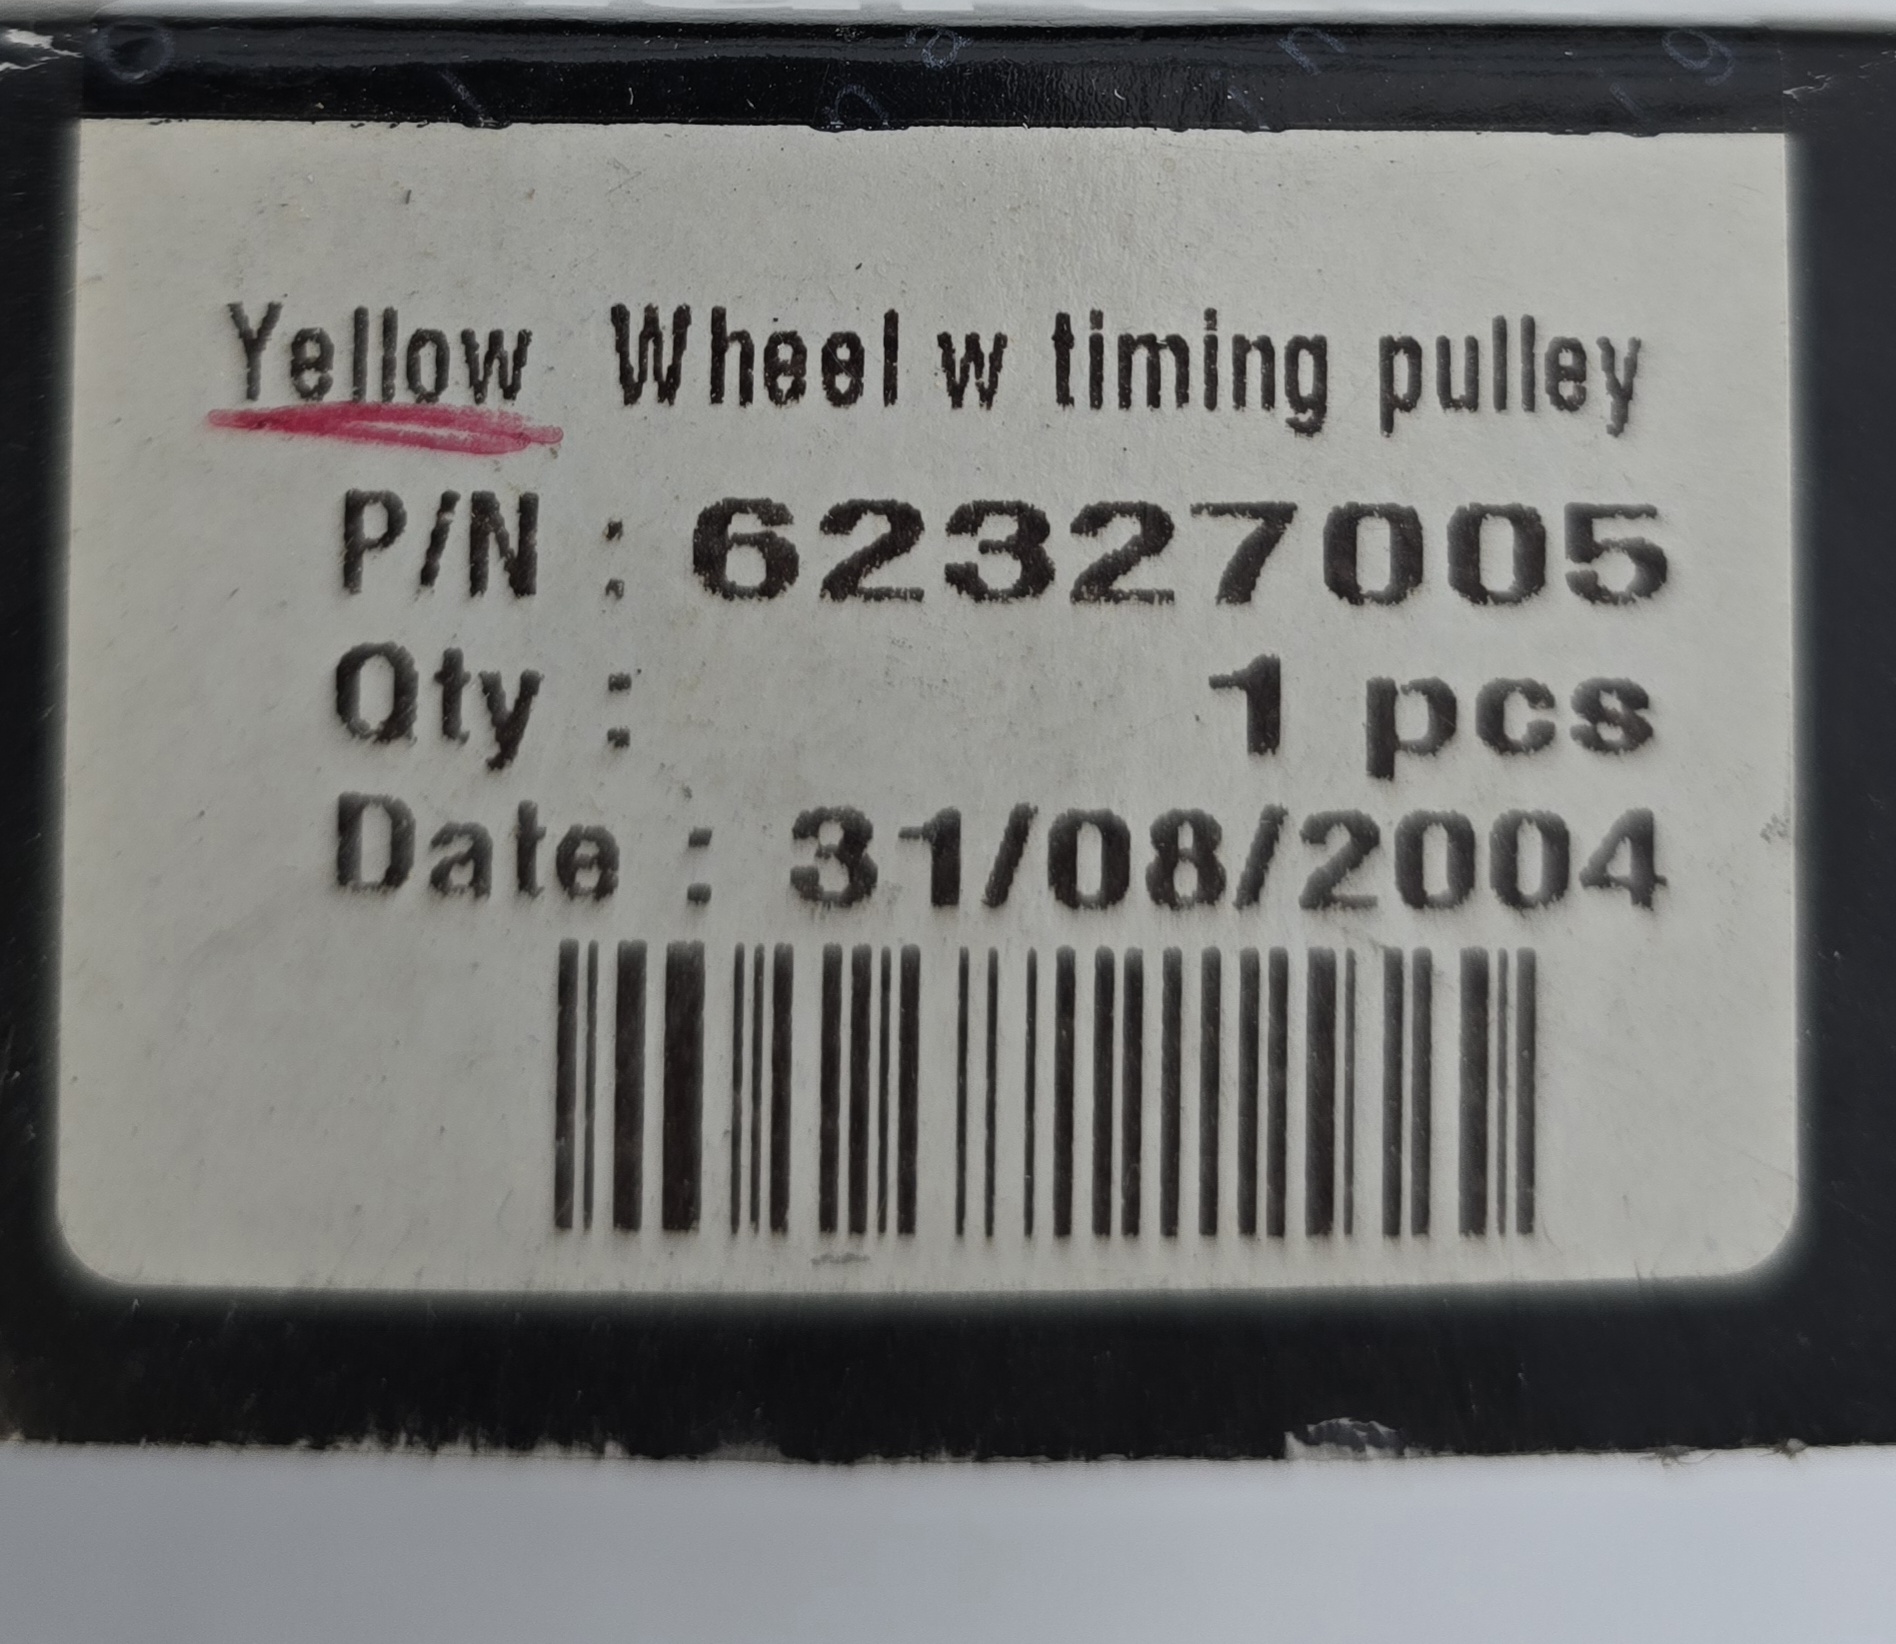 Yellow Wheel w timing pulley
P/N : 62327005
Qty : 1 pcs
Date : 31/08/2004